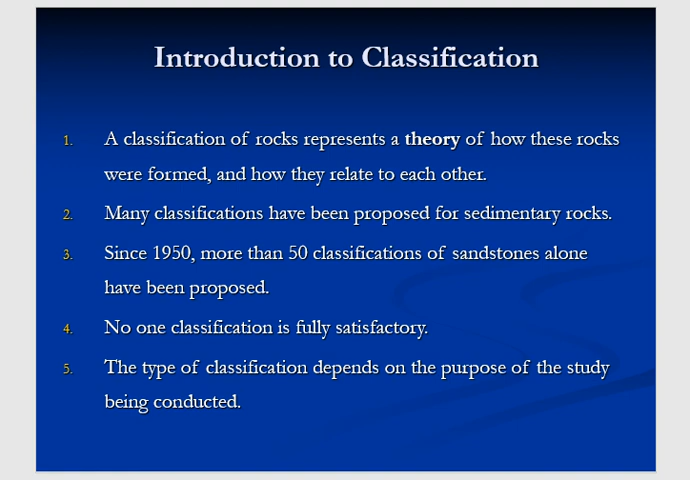 Introduction to Classification
1. A classification of rocks represents a theory of how these rocks
were formed, and how they relate to each other.
2. Many classifications have been proposed for sedimentary rocks.
3. Since 1950, more than 50 classifications of sandstones alone
have been proposed.
4. No one classification is fully satisfactory.
5. The type of classification depends on the purpose of the study
being conducted.